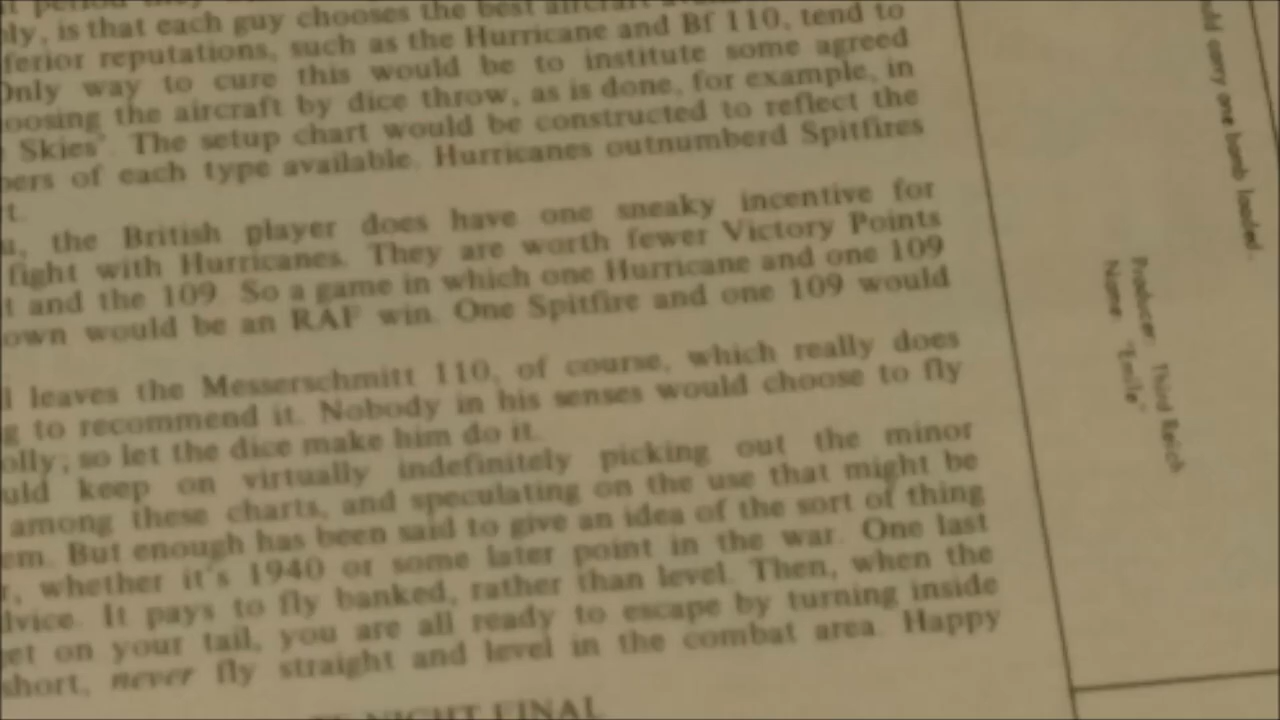 ply, is that each guy chooses the best aircraft
ferior reputations, such as the Hurricane and Bf 110, tend to
Only way to cure this would be to institute some agreed
oosing the aircraft by dice throw, as is done, for example, in
Skies". The setup chart would be constructed to reflect the
bers of each type available. Hurricanes outnumberd Spitfires
t.
u, the British player does have one sneaky incentive for
fight with Hurricanes. They are worth fewer Victory Points
t and the 109. So a game in which one Hurricane and one 109
own would be an RAF win. One Spitfire and one 109 would
l leaves the Messerschmitt 110, of course, which really does
g to recommend it. Nobody in his senses would choose to fly
olly; so let the dice make him do it.
uld keep on virtually indefinitely picking out the minor
among these charts, and speculating on the use that might be
em. But enough has been said to give an idea of the sort of thing
r, whether it's 1940 or some later point in the war. One last
dvice. It pays to fly banked, rather than level. Then, when the
et on your tail, you are all ready to escape by turning inside
short, never fly straight and level in the combat area. Happy
NIGHT FINAL
uld carry one bomb loaded.
Producer: Third Reich
Name: "Emile"